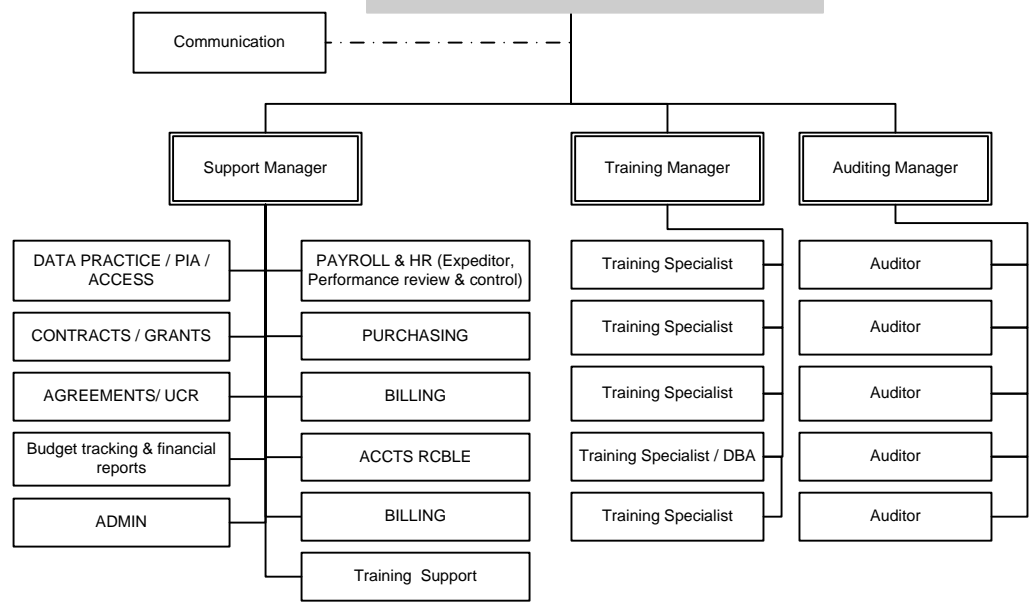 Communication
Support Manager
Training Manager
Auditing Manager
DATA PRACTICE / PIA /
ACCESS
PAYROLL & HR (Expeditor,
Performance review & control)
Training Specialist
Auditor
CONTRACTS / GRANTS
PURCHASING
Training Specialist
Auditor
AGREEMENTS/ UCR
BILLING
Training Specialist
Auditor
Budget tracking & financial
reports
ACCTS RCBLE
Training Specialist / DBA
Auditor
ADMIN
BILLING
Training Specialist
Auditor
Training Support